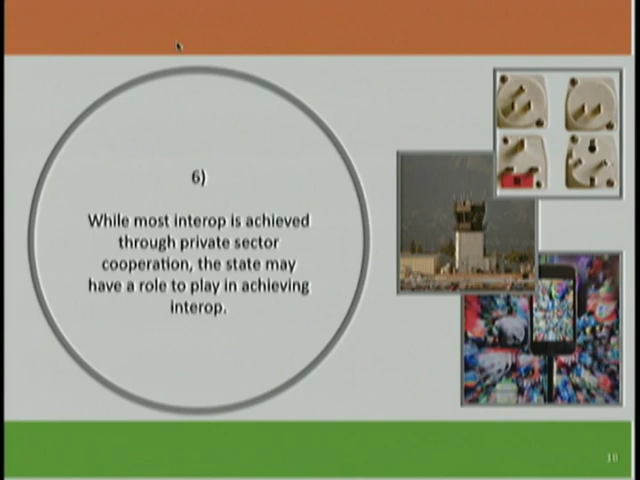 6)
While most interop is achieved
through private sector
cooperation, the state may
have a role to play in achieving
interop.
18